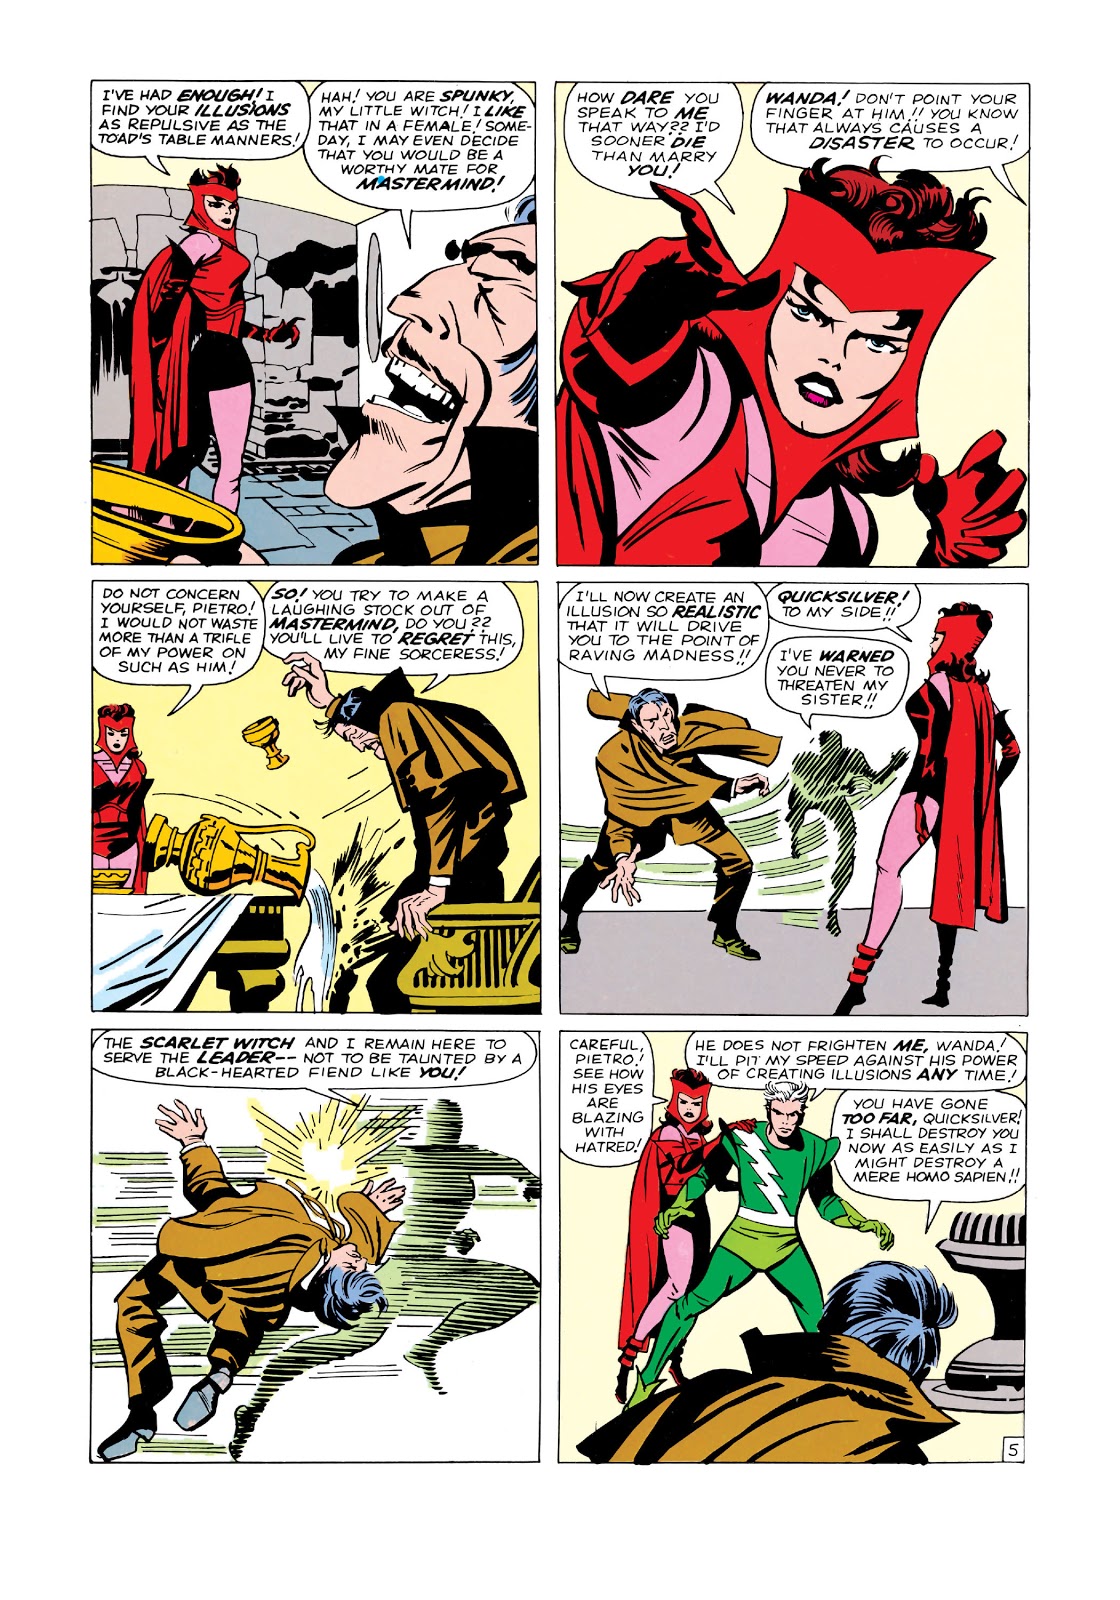 I'VE HAD ENOUGH! I
FIND YOUR ILLUSIONS
AS REPULSIVE AS THE
TOAD'S TABLE MANNERS!
HAH! YOU ARE SPUNKY,
MY LITTLE WITCH! I LIKE
THAT IN A FEMALE! SOME-
DAY, I MAY EVEN DECIDE
THAT YOU WOULD BE A
WORTHY MATE FOR
MASTERMIND!
HOW DARE YOU
SPEAK TO ME
THAT WAY?? I'D
SOONER DIE
THAN MARRY
YOU!
WANDA! DON'T POINT YOUR
FINGER AT HIM!! YOU KNOW
THAT ALWAYS CAUSES A
DISASTER TO OCCUR!
DO NOT CONCERN
YOURSELF, PIETRO!
I WOULD NOT WASTE
MORE THAN A TRIFLE
OF MY POWER ON
SUCH AS HIM!
SO! YOU TRY TO MAKE A
LAUGHING STOCK OUT OF
MASTERMIND, DO YOU??
YOU'LL LIVE TO REGRET THIS,
MY FINE SORCERESS!
I'LL NOW CREATE AN
ILLUSION SO REALISTIC
THAT IT WILL DRIVE
YOU TO THE POINT OF
RAVING MADNESS!!
QUICKSILVER!
TO MY SIDE!!
I'VE WARNED
YOU NEVER TO
THREATEN MY
SISTER!!
THE SCARLET WITCH AND I REMAIN HERE TO
SERVE THE LEADER-- NOT TO BE TAUNTED BY A
BLACK-HEARTED FIEND LIKE YOU!
CAREFUL,
PIETRO!
SEE HOW
HIS EYES
ARE
BLAZING
WITH
HATRED!
HE DOES NOT FRIGHTEN ME, WANDA!
I'LL PIT MY SPEED AGAINST HIS POWER
OF CREATING ILLUSIONS ANY TIME!
YOU HAVE GONE
TOO FAR, QUICKSILVER!
I SHALL DESTROY YOU
NOW AS EASILY AS I
MIGHT DESTROY A
MERE HOMO SAPIEN!!
5